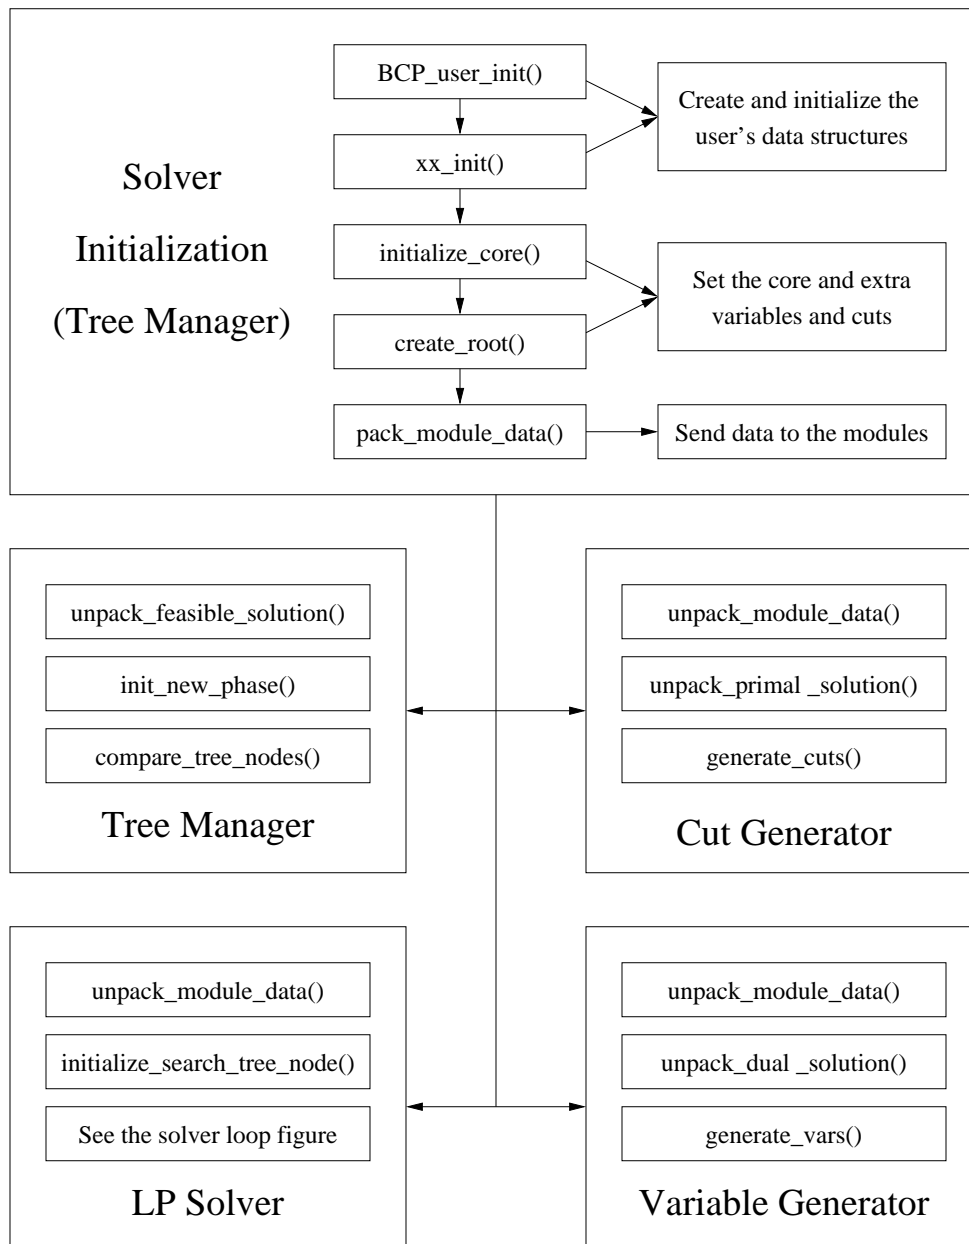 BCP_user_init()
Create and initialize the
user's data structures
xx_init()
Solver
Initialization
(Tree Manager)
initialize_core()
Set the core and extra
variables and cuts
create_root()
pack_module_data()
Send data to the modules
unpack_feasible_solution()
init_new_phase()
compare_tree_nodes()
Tree Manager
unpack_module_data()
unpack_primal _solution()
generate_cuts()
Cut Generator
unpack_module_data()
initialize_search_tree_node()
See the solver loop figure
LP Solver
unpack_module_data()
unpack_dual _solution()
generate_vars()
Variable Generator